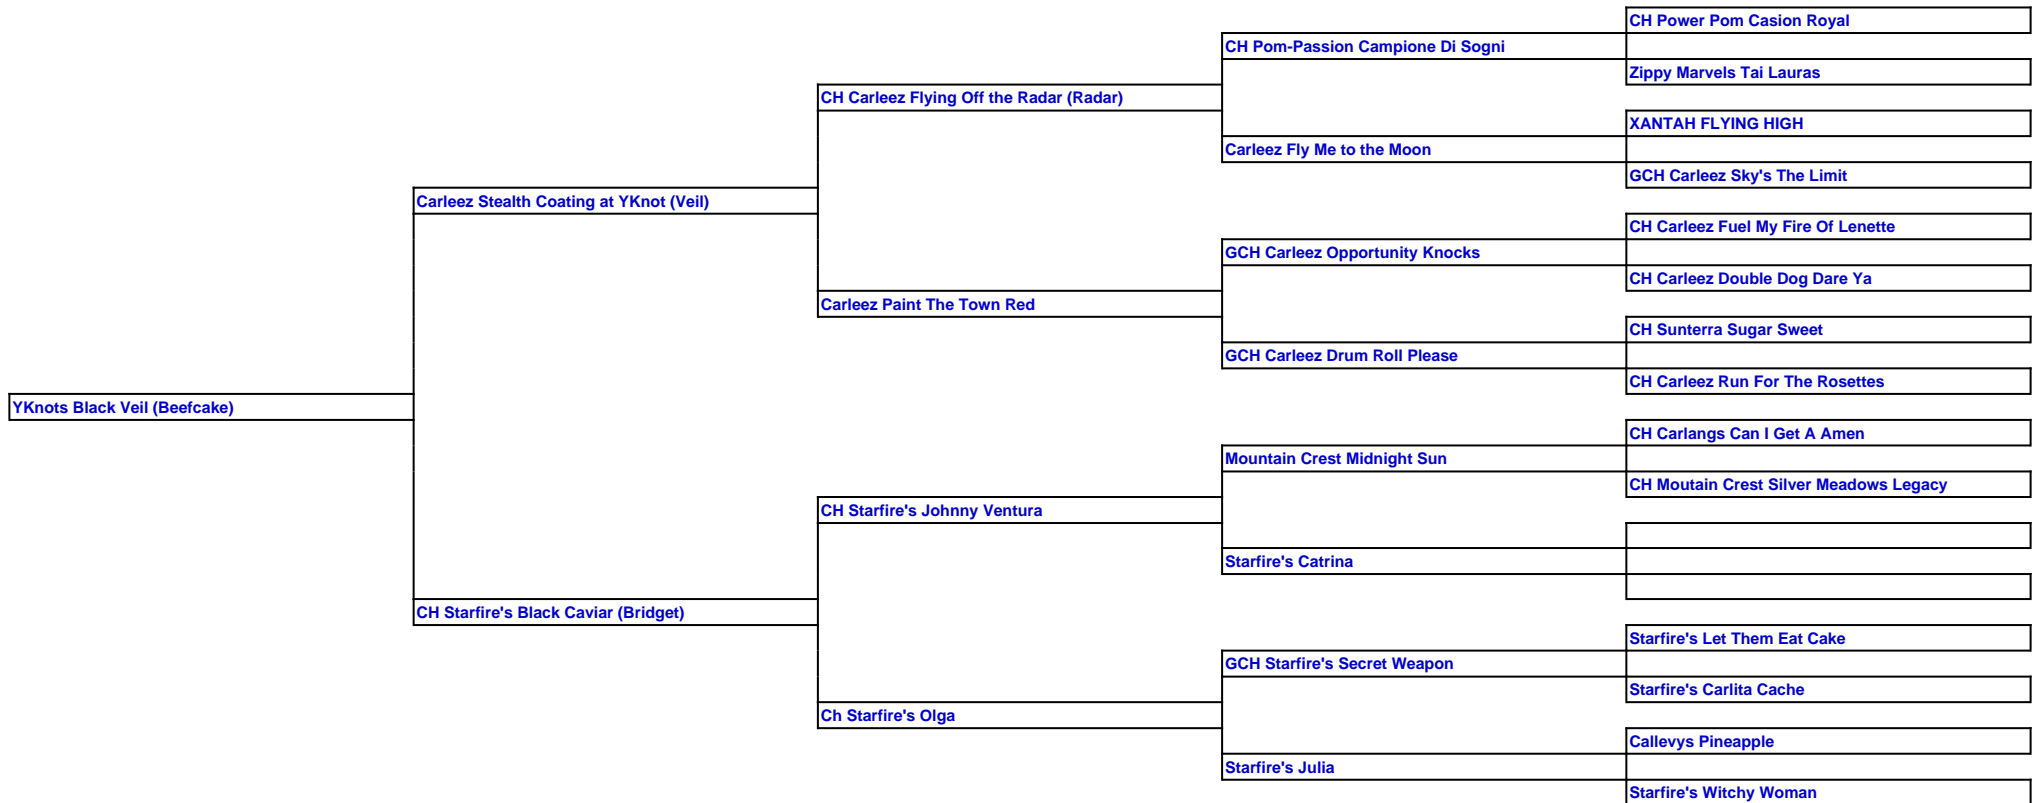 CH Power Pom Casion Royal
CH Pom-Passion Campione Di Sogni
Zippy Marvels Tai Lauras
CH Carleez Flying Off the Radar (Radar)
XANTAH FLYING HIGH
Carleez Fly Me to the Moon
GCH Carleez Sky's The Limit
Carleez Stealth Coating at YKnot (Veil)
CH Carleez Fuel My Fire Of Lenette
GCH Carleez Opportunity Knocks
CH Carleez Double Dog Dare Ya
Carleez Paint The Town Red
CH Sunterra Sugar Sweet
GCH Carleez Drum Roll Please
CH Carleez Run For The Rosettes
YKnots Black Veil (Beefcake)
CH Carlangs Can I Get A Amen
Mountain Crest Midnight Sun
CH Moutain Crest Silver Meadows Legacy
CH Starfire's Johnny Ventura
Starfire's Catrina
CH Starfire's Black Caviar (Bridget)
Starfire's Let Them Eat Cake
GCH Starfire's Secret Weapon
Starfire's Carlita Cache
Ch Starfire's Olga
Callevys Pineapple
Starfire's Julia
Starfire's Witchy Woman